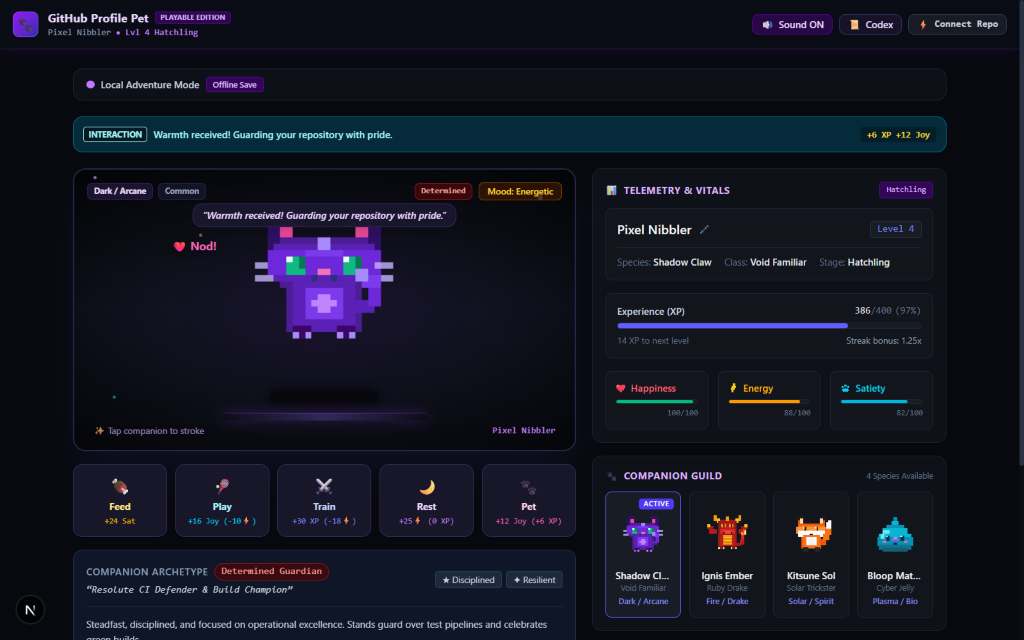 GitHub Profile Pet PLAYABLE EDITION
Pixel Nibbler ● Lvl 4 Hatchling
Sound ON
Codex
Connect Repo
Local Adventure Mode Offline Save
INTERACTION Warmth received! Guarding your repository with pride. +6 XP +12 Joy
Dark / Arcane Common Determined Mood: Energetic
"Warmth received! Guarding your repository with pride."
Nod!
Tap companion to stroke
Pixel Nibbler
Feed
+24 Sat
Play
+16 Joy (-10⚡)
Train
+30 XP (-18⚡)
Rest
+25⚡ (0 XP)
Pet
+12 Joy (+6 XP)
COMPANION ARCHETYPE Determined Guardian
"Resolute CI Defender & Build Champion"
★ Disciplined ✦ Resilient
Steadfast, disciplined, and focused on operational excellence. Stands guard over test pipelines and celebrates
green builds.
TELEMETRY & VITALS Hatchling
Pixel Nibbler Level 4
Species: Shadow Claw Class: Void Familiar Stage: Hatchling
Experience (XP) 386/400 (97%)
14 XP to next level Streak bonus: 1.25x
Happiness
100/100
Energy
88/100
Satiety
82/100
COMPANION GUILD 4 Species Available
ACTIVE
Shadow Cl...
Void Familiar
Dark / Arcane
Ignis Ember
Ruby Drake
Fire / Drake
Kitsune Sol
Solar Trickster
Solar / Spirit
Bloop Mat...
Cyber Jelly
Plasma / Bio
N